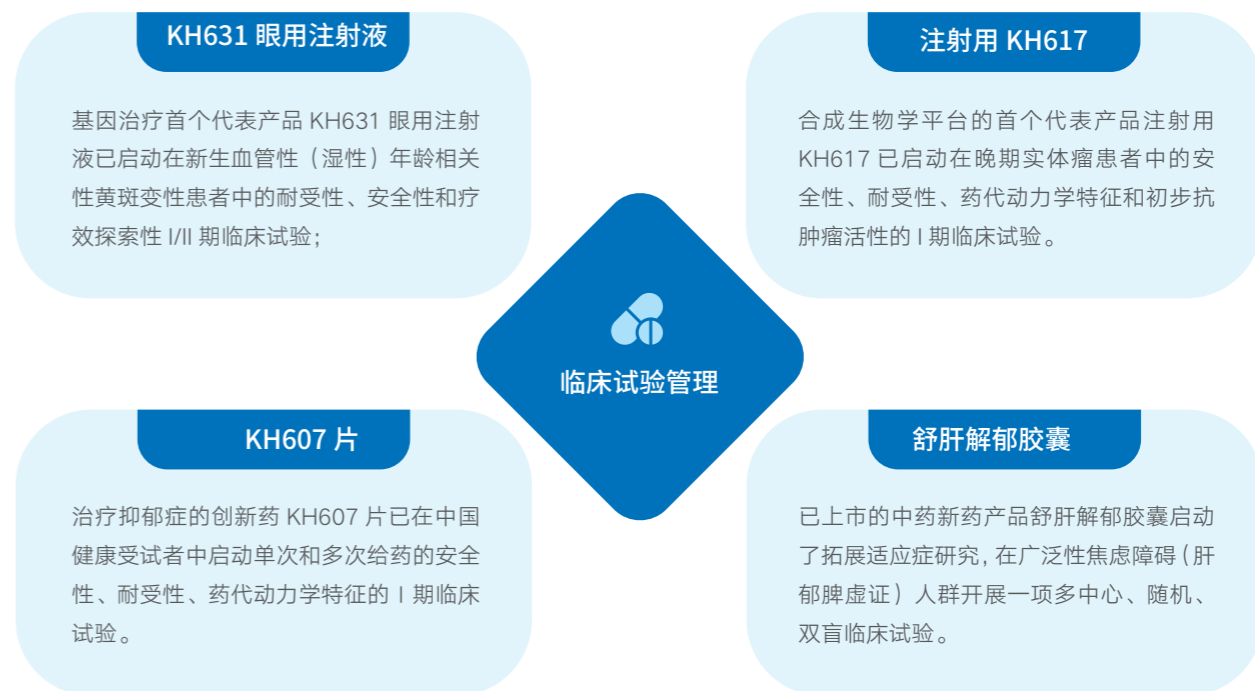 KH631 眼用注射液
基因治疗首个代表产品 KH631 眼用注射
液已启动在新生血管性（湿性）年龄相关
性黄斑变性患者中的耐受性、安全性和疗
效探索性 I/II 期临床试验；
注射用 KH617
合成生物学平台的首个代表产品注射用
KH617 已启动在晚期实体瘤患者中的安
全性、耐受性、药代动力学特征和初步抗
肿瘤活性的 I 期临床试验。
临床试验管理
KH607 片
治疗抑郁症的创新药 KH607 片已在中国
健康受试者中启动单次和多次给药的安全
性、耐受性、药代动力学特征的 I 期临床
试验。
舒肝解郁胶囊
已上市的中药新药产品舒肝解郁胶囊启动
了拓展适应症研究，在广泛性焦虑障碍（肝
郁脾虚证）人群开展一项多中心、随机、
双盲临床试验。